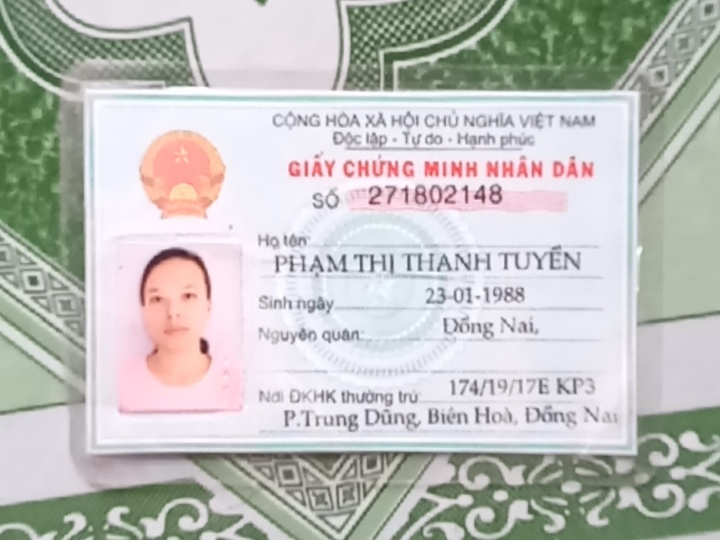 CỘNG HÒA XÃ HỘI CHỦ NGHĨA VIỆT NAM
Độc lập - Tự do - Hạnh phúc
GIẤY CHỨNG MINH NHÂN DÂN
SỐ 271802148
Họ tên: PHẠM THỊ THANH TUYỀN
Sinh ngày 23-01-1988
Nguyên quán: Đồng Nai,
Nơi ĐKHK thường trú 174/19/17E KP3
P.Trung Dũng, Biên Hoà, Đồng Nai